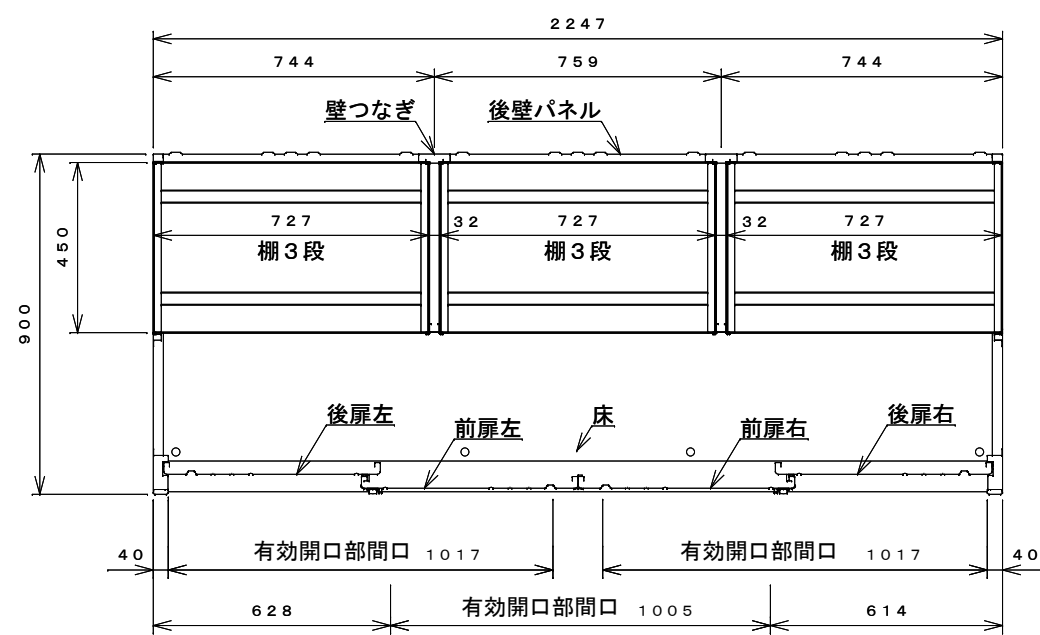 2247
744
759
744
壁つなぎ
後壁パネル
900
450
727
32
727
32
727
棚3段
棚3段
棚3段
後扉左
前扉左
床
前扉右
後扉右
40
有効開口部間口 1017
有効開口部間口 1017
40
628
有効開口部間口 1005
614